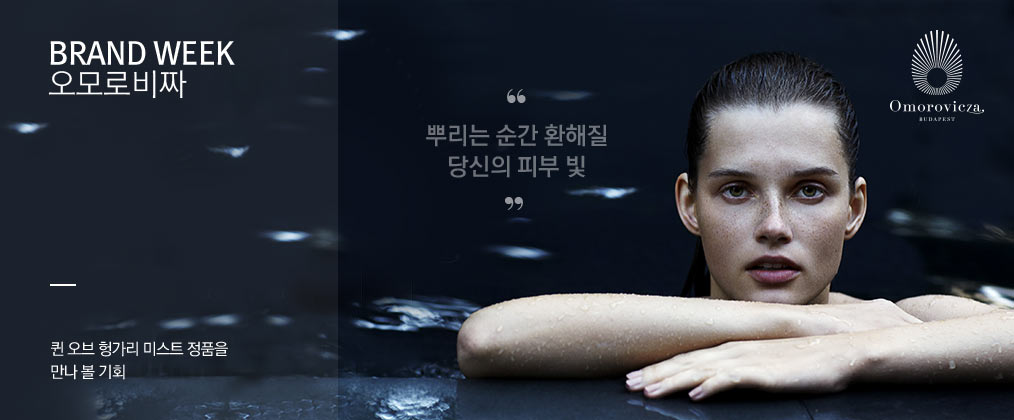 BRAND WEEK
오모로비짜
“
뿌리는 순간 환해질
당신의 피부 빛
”
퀸 오브 헝가리 미스트 정품을
만나 볼 기회
Omorovicza
BUDAPEST